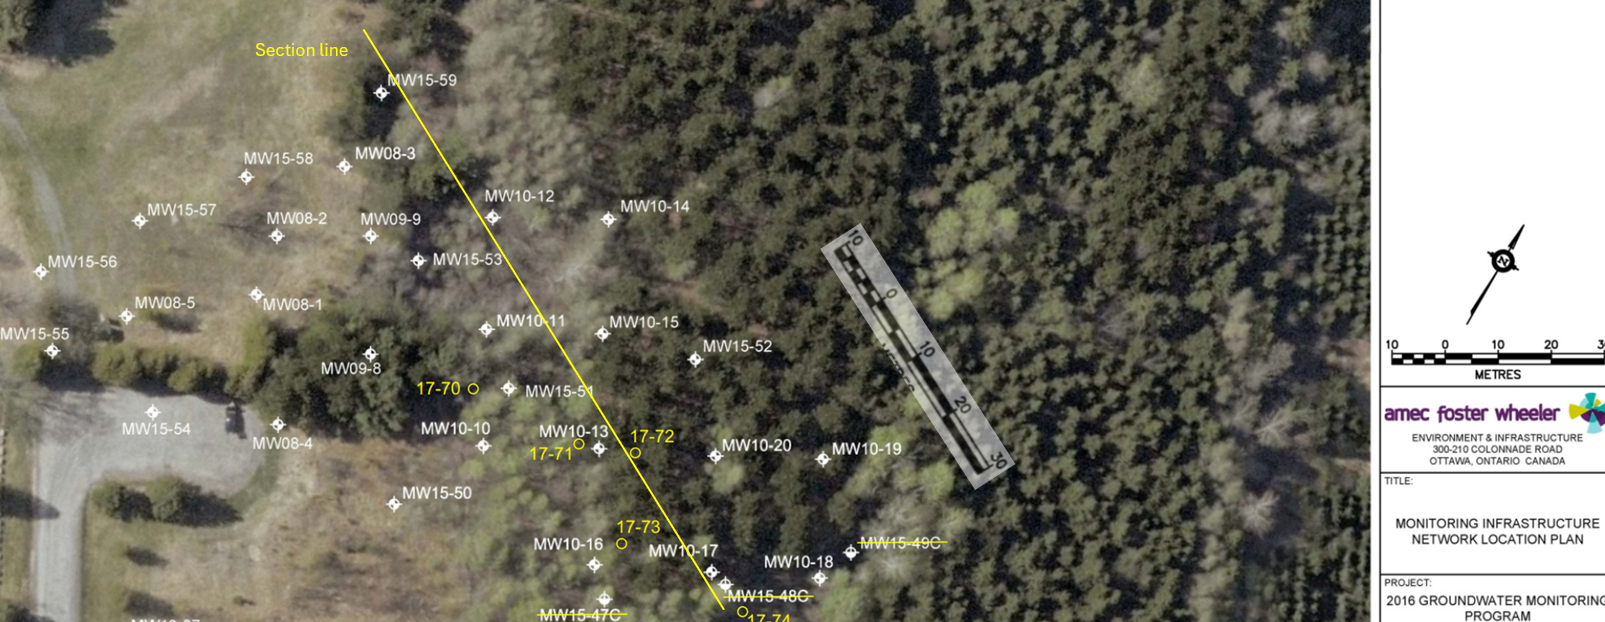 Section line
MW15-59
MW08-3
MW15-58
MW10-12
MW10-14
MW15-57
MW08-2
MW09-9
MW15-56
MW15-53
MW08-5
MW08-1
MW10-11
MW10-15
MW15-55
MW15-52
MW09-8
17-70
MW15-51
MW15-54
MW08-4
MW10-10
MW10-13
17-71
17-72
MW10-20
MW10-19
MW15-50
17-73
MW10-16
MW10-17
MW10-18
MW15-49C
MW15-48C
MW15-47C
17-74
10
0
10
20
30
N
10 0 10 20
METRES
amec foster wheeler
ENVIRONMENT & INFRASTRUCTURE
300-210 COLONNADE ROAD
OTTAWA, ONTARIO CANADA
TITLE:
MONITORING INFRASTRUCTURE
NETWORK LOCATION PLAN
PROJECT:
2016 GROUNDWATER MONITORING
PROGRAM